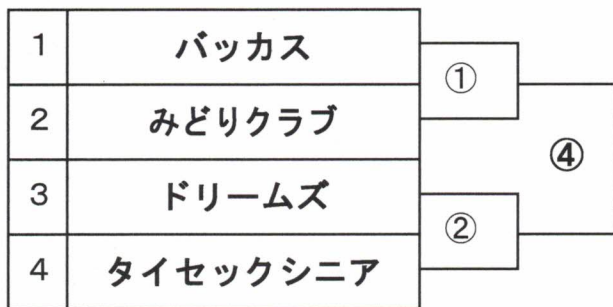 1 バッカス
①
2 みどりクラブ
④
3 ドリームズ
②
4 タイセックシニア